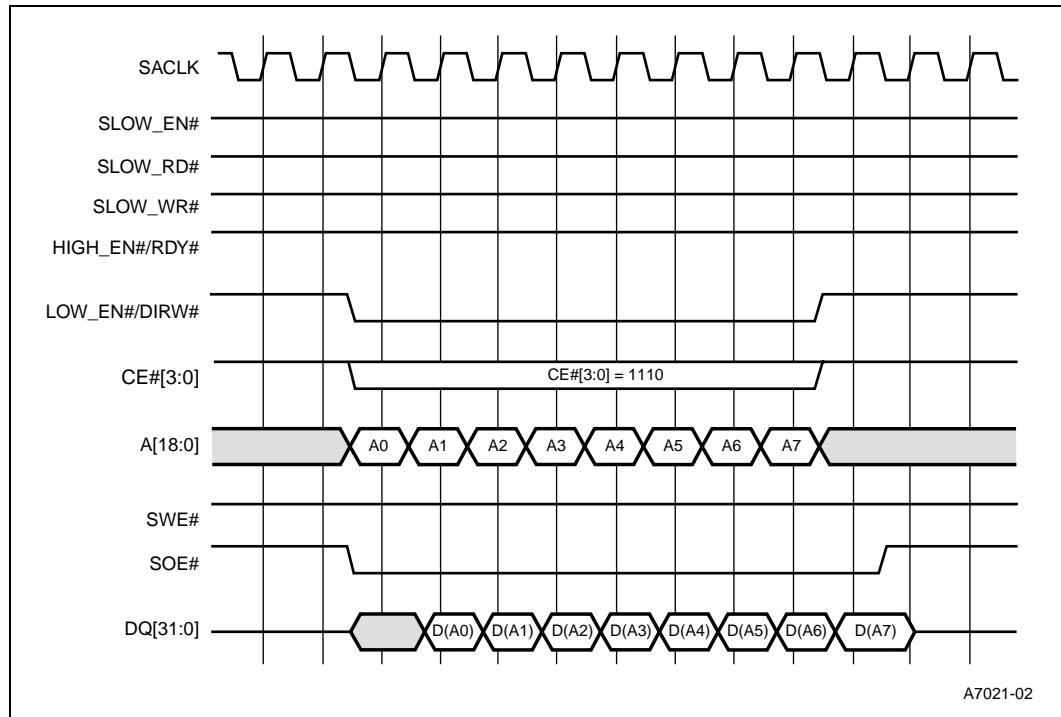 SACLK
SLOW_EN#
SLOW_RD#
SLOW_WR#
HIGH_EN#/RDY#
LOW_EN#/DIRW#
CE#[3:0]
CE#[3:0] = 1110
A[18:0]
A0 A1 A2 A3 A4 A5 A6 A7
SWE#
SOE#
DQ[31:0]
D(A0) D(A1) D(A2) D(A3) D(A4) D(A5) D(A6) D(A7)
A7021-02